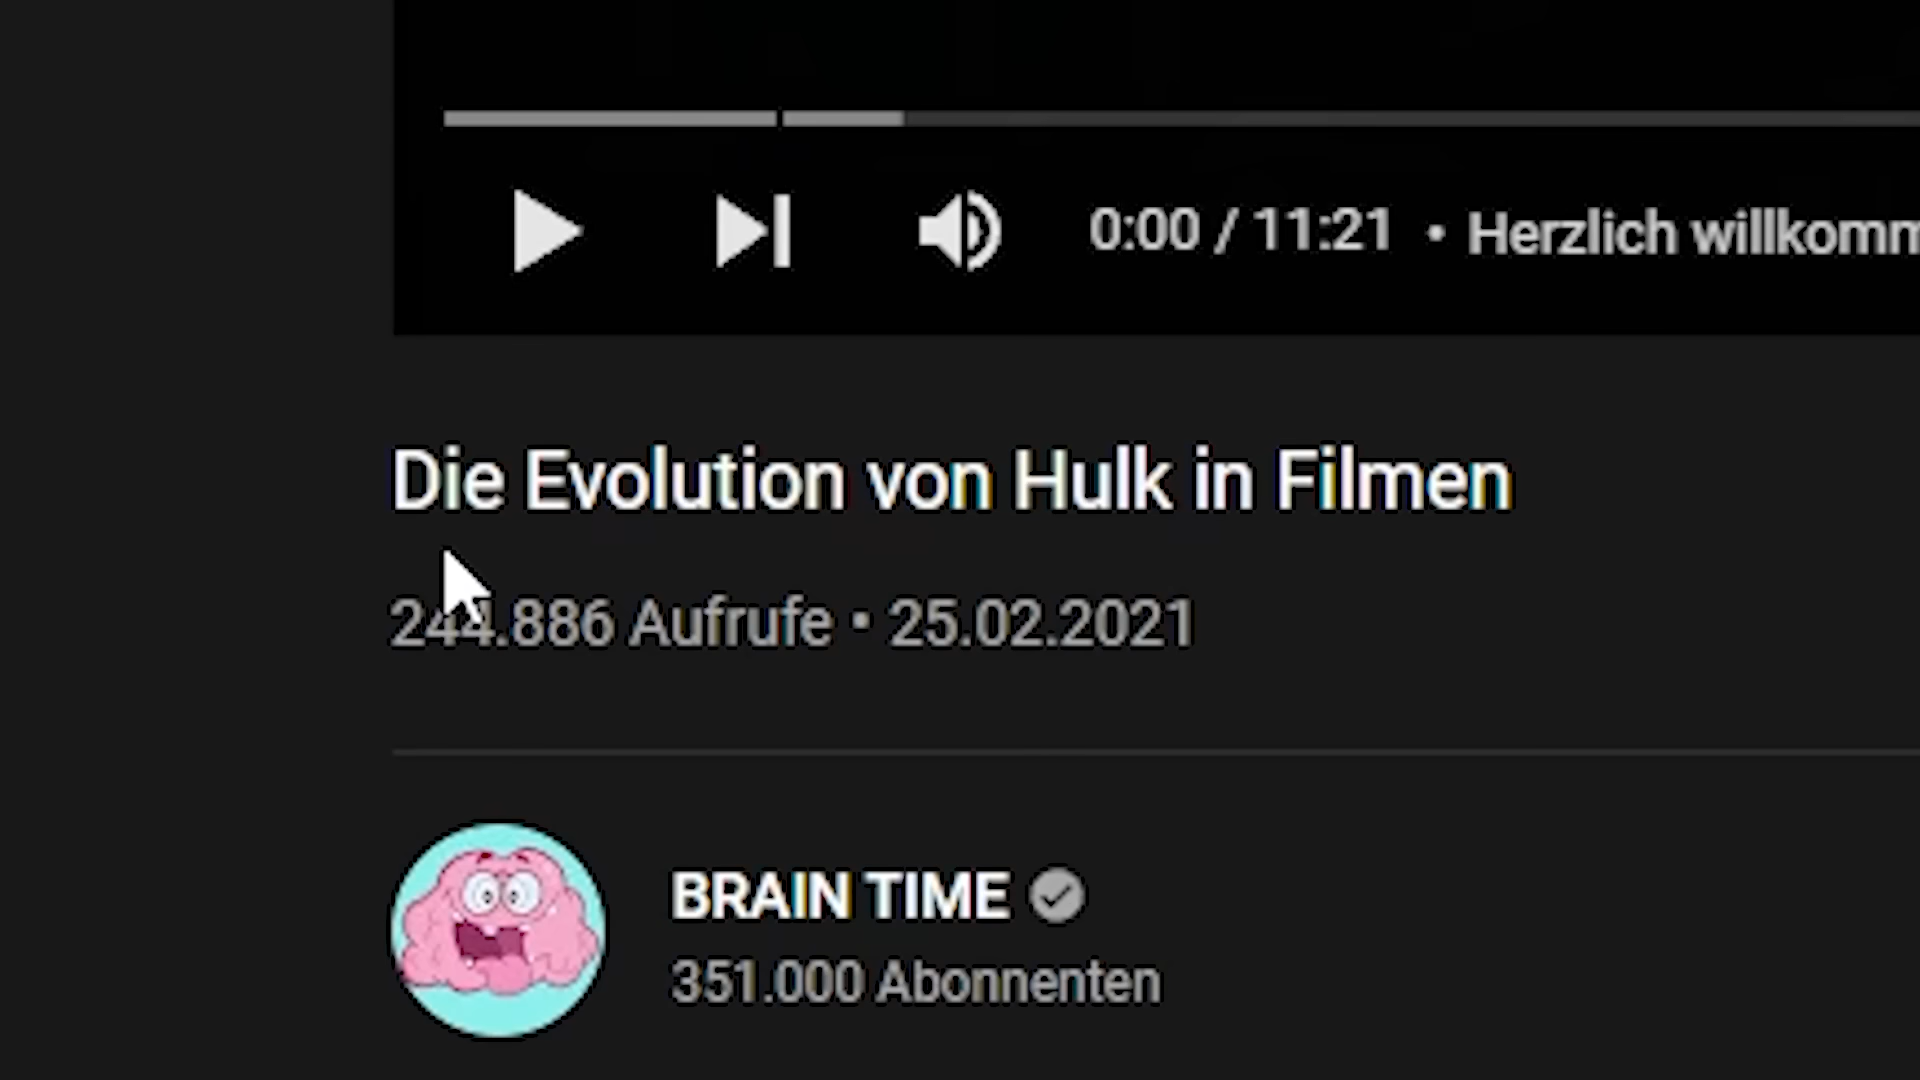 0:00 / 11:21 • Herzlich willkomm
Die Evolution von Hulk in Filmen
244.886 Aufrufe • 25.02.2021
BRAIN TIME
351.000 Abonnenten